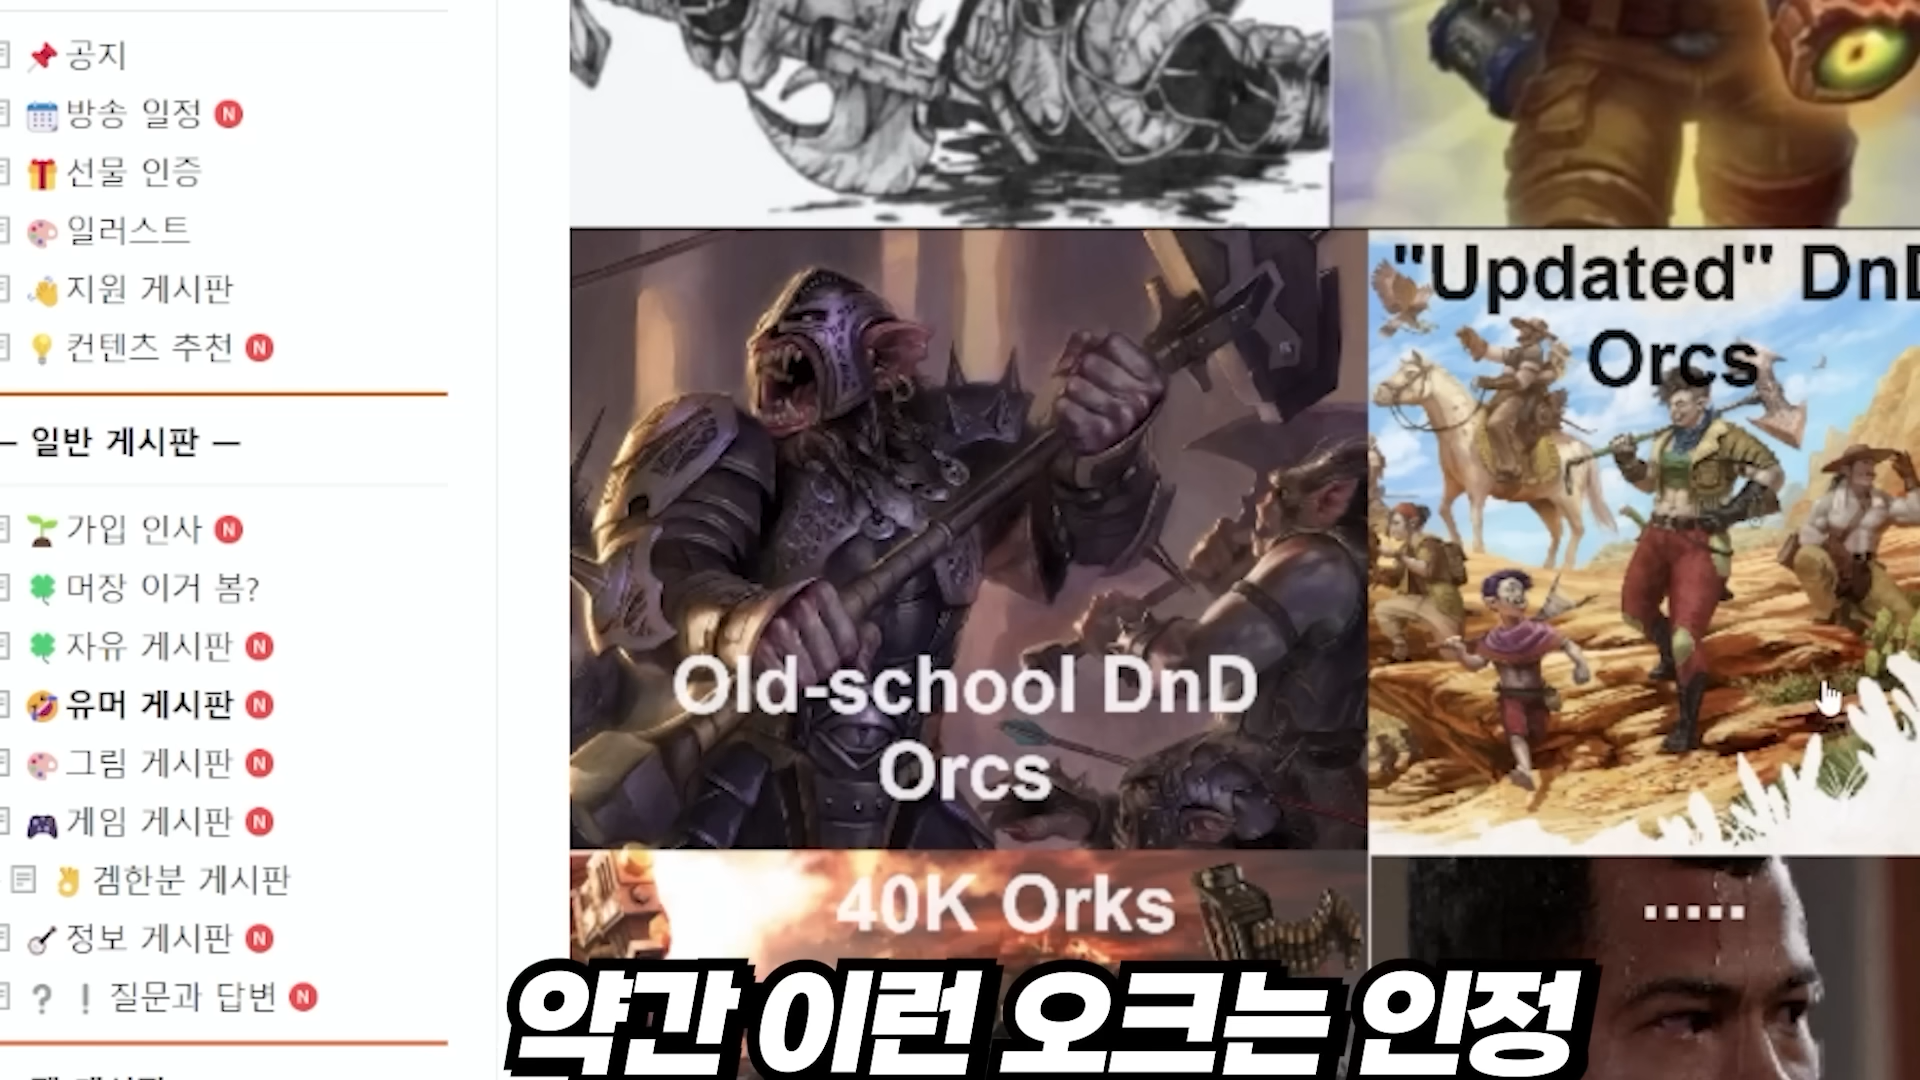 공지
방송 일정 N
선물 인증
일러스트
지원 게시판
컨텐츠 추천 N
— 일반 게시판 —
가입 인사 N
머장 이거 봄?
자유 게시판 N
유머 게시판 N
그림 게시판 N
게임 게시판 N
겜한분 게시판
정보 게시판 N
? ! 질문과 답변 N
"Updated" DnD
Orcs
Old-school DnD
Orcs
40K Orks
.....
약간 이런 오크는 인정